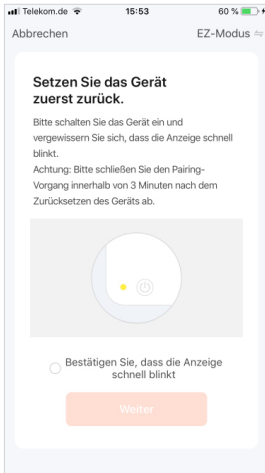 Telekom.de 15:53 60 %
Abbrechen EZ-Modus
Setzen Sie das Gerät
zuerst zurück.
Bitte schalten Sie das Gerät ein und
vergewissern Sie sich, dass die Anzeige schnell
blinkt.
Achtung: Bitte schließen Sie den Pairing-
Vorgang innerhalb von 3 Minuten nach dem
Zurücksetzen des Geräts ab.
Bestätigen Sie, dass die Anzeige
schnell blinkt
Weiter